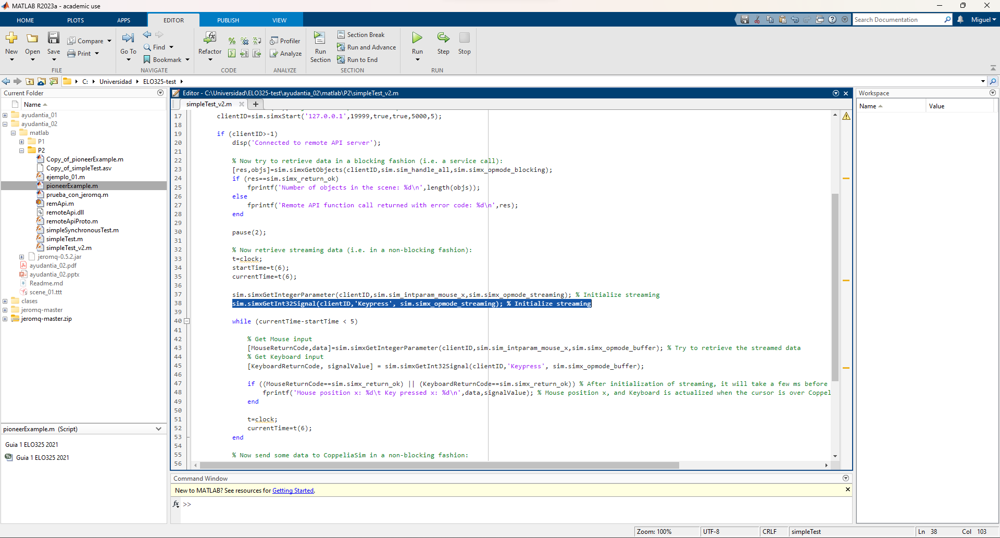 MATLAB R2023a - academic use
HOME PLOTS APPS EDITOR PUBLISH VIEW
Search Documentation
Miguel
New
Open
Save
Compare
Print
FILE
Go To
Find
Bookmark
NAVIGATE
Refactor
CODE
Profiler
Analyze
ANALYZE
Run Section
Section Break
Run and Advance
Run to End
SECTION
Run
Step
Stop
RUN
C: Universidad ELO325-test
Current Folder
Name
ayudantia_01
ayudantia_02
matlab
P1
P2
Copy_of_pioneerExample.m
Copy_of_simpleTest.asv
ejemplo_01.m
pioneerExample.m
prueba_con_jeromq.m
remApi.m
remoteApi.dll
remoteApiProto.m
simpleSynchronousTest.m
simpleTest.m
simpleTest_v2.m
jeromq-0.5.2.jar
ayudantia_02.pdf
ayudantia_02.pptx
Readme.md
scene_01.ttt
clases
jeromq-master
jeromq-master.zip
pioneerExample.m (Script)
Guia 1 ELO325 2021
Guia 1 ELO325 2021
Editor - C:\Universidad\ELO325-test\ayudantia_02\matlab\P2\simpleTest_v2.m
simpleTest_v2.m
17 clientID=sim.simxStart('127.0.0.1',19999,true,true,5000,5);
18
19 if (clientID>-1)
20 disp('Connected to remote API server');
21
22 % Now try to retrieve data in a blocking fashion (i.e. a service call):
23 [res,objs]=sim.simxGetObjects(clientID,sim.sim_handle_all,sim.simx_opmode_blocking);
24 if (res==sim.simx_return_ok)
25 fprintf('Number of objects in the scene: %d\n',length(objs));
26 else
27 fprintf('Remote API function call returned with error code: %d\n',res);
28 end
29
30 pause(2);
31
32 % Now retrieve streaming data (i.e. in a non-blocking fashion):
33 t=clock;
34 startTime=t(6);
35 currentTime=t(6);
36
37 sim.simxGetIntegerParameter(clientID,sim.sim_intparam_mouse_x,sim.simx_opmode_streaming); % Initialize streaming
38 sim.simxGetInt32Signal(clientID,'Keypress', sim.simx_opmode_streaming); % Initialize streaming
39
40 while (currentTime-startTime < 5)
41
42 % Get Mouse input
43 [MouseReturnCode,data]=sim.simxGetIntegerParameter(clientID,sim.sim_intparam_mouse_x,sim.simx_opmode_buffer); % Try to retrieve the streamed data
44 % Get Keyboard input
45 [KeyboardReturnCode, signalValue] = sim.simxGetInt32Signal(clientID,'Keypress', sim.simx_opmode_buffer);
46
47 if ((MouseReturnCode==sim.simx_return_ok) || (KeyboardReturnCode==sim.simx_return_ok)) % After initialization of streaming, it will take a few ms before
48 fprintf('Mouse position x: %d\t Key pressed x: %d\n',data,signalValue); % Mouse position x, and Keyboard is actualized when the cursor is over Coppel
49 end
50
51 t=clock;
52 currentTime=t(6);
53 end
54
55 % Now send some data to CoppeliaSim in a non-blocking fashion:
56
Command Window
New to MATLAB? See resources for Getting Started.
fx >>
Workspace
Name Value
Zoom: 100% UTF-8 CRLF simpleTest Ln 38 Col 103